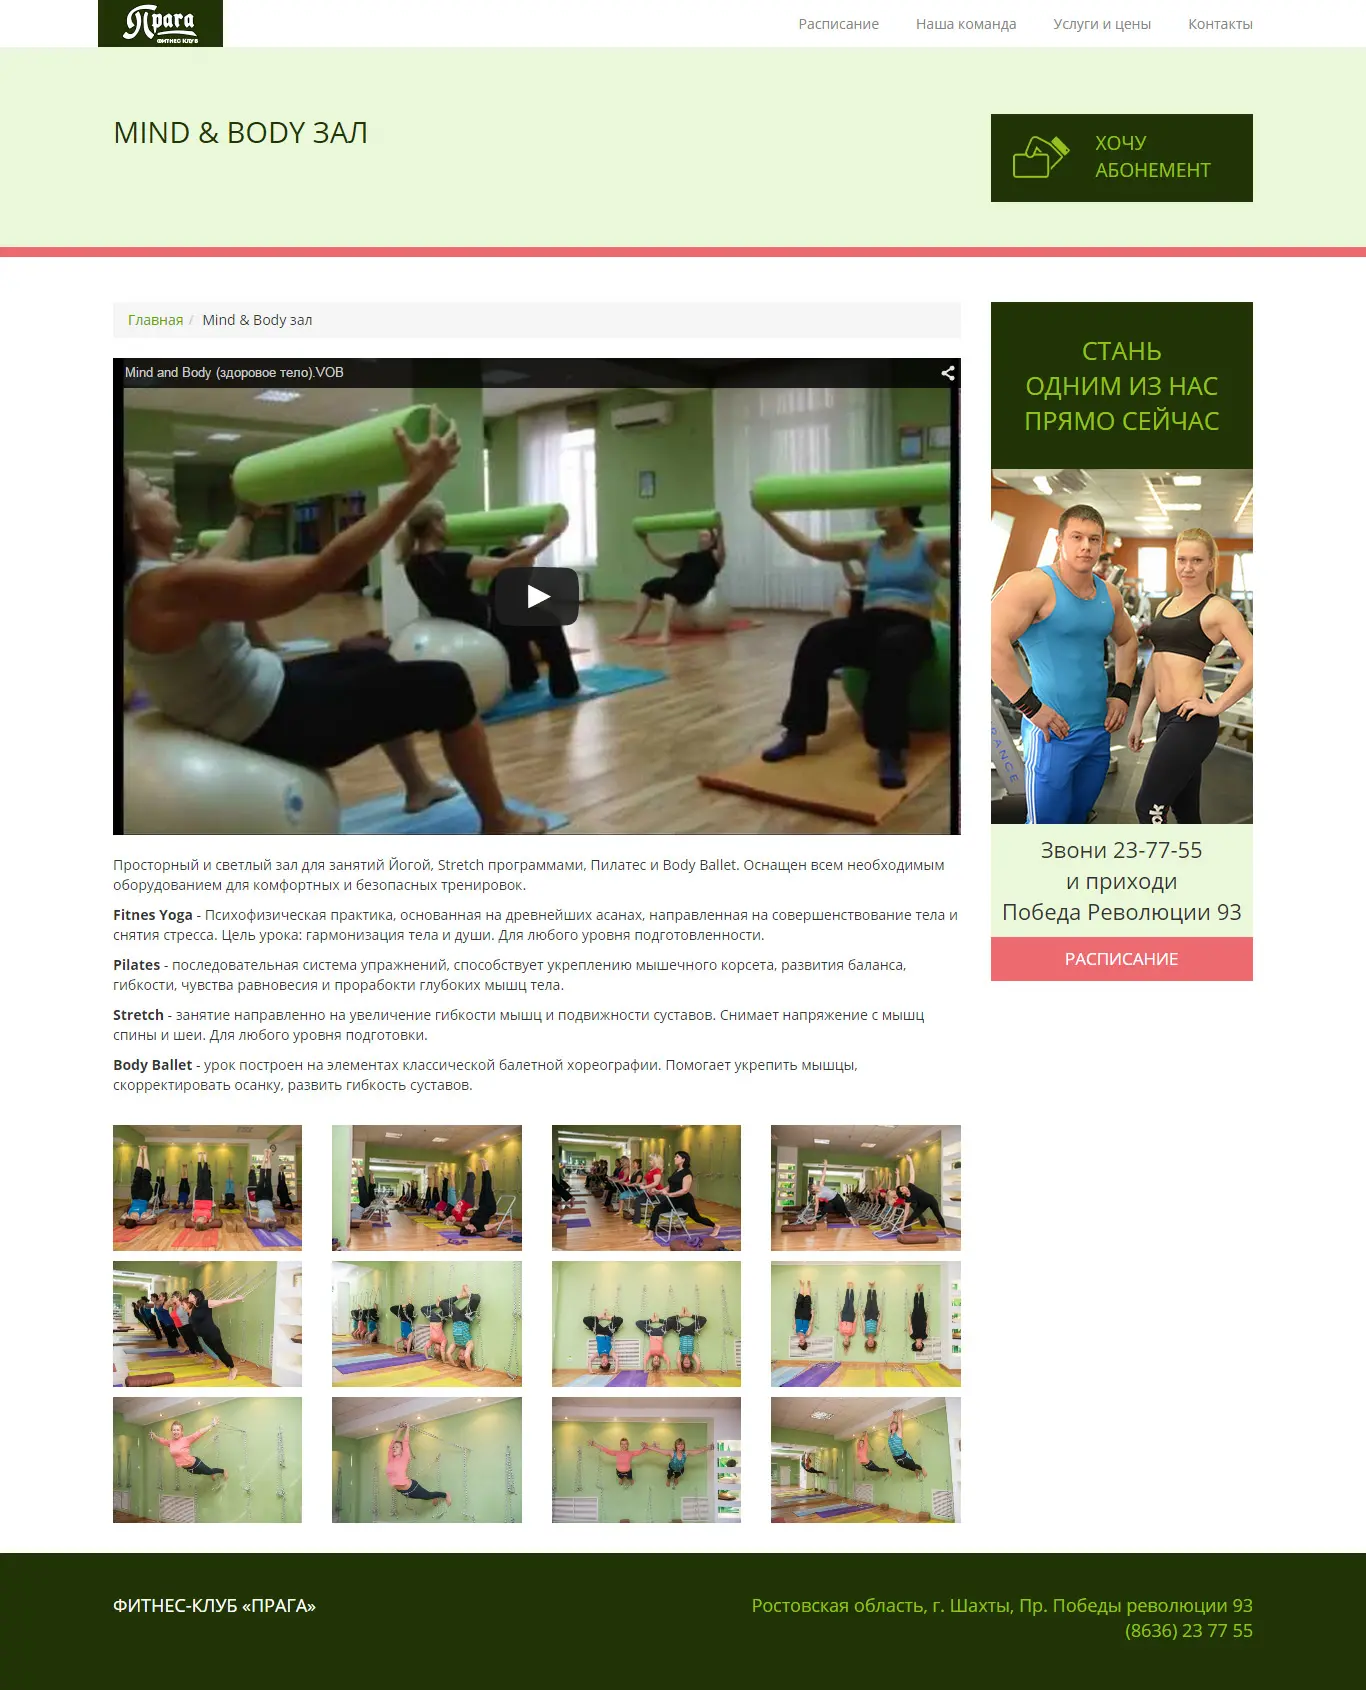 Прага
ФИТНЕС КЛУБ
Расписание
Наша команда
Услуги и цены
Контакты
MIND & BODY ЗАЛ
ХОЧУ
АБОНЕМЕНТ
Главная / Mind & Body зал
Mind and Body (здоровое тело).VOB
СТАНЬ
ОДНИМ ИЗ НАС
ПРЯМО СЕЙЧАС
Звони 23-77-55
и приходи
Победа Революции 93
РАСПИСАНИЕ
Просторный и светлый зал для занятий Йогой, Stretch программами, Пилатес и Body Ballet. Оснащен всем необходимым
оборудованием для комфортных и безопасных тренировок.
Fitnes Yoga - Психофизическая практика, основанная на древнейших асанах, направленная на совершенствование тела и
снятия стресса. Цель урока: гармонизация тела и души. Для любого уровня подготовленности.
Pilates - последовательная система упражнений, способствует укреплению мышечного корсета, развития баланса,
гибкости, чувства равновесия и прорабокти глубоких мышц тела.
Stretch - занятие направленно на увеличение гибкости мышц и подвижности суставов. Снимает напряжение с мышц
спины и шеи. Для любого уровня подготовки.
Body Ballet - урок построен на элементах классической балетной хореографии. Помогает укрепить мышцы,
скорректировать осанку, развить гибкость суставов.
ФИТНЕС-КЛУБ «ПРАГА»
Ростовская область, г. Шахты, Пр. Победы революции 93
(8636) 23 77 55